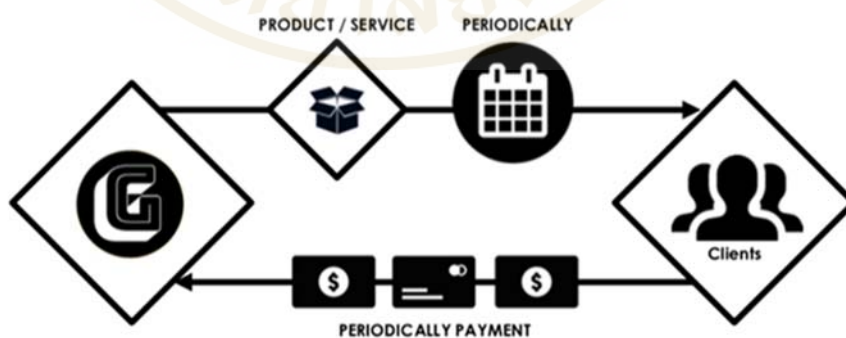 PRODUCT / SERVICE
PERIODICALLY
G
$
$
Clients
PERIODICALLY PAYMENT